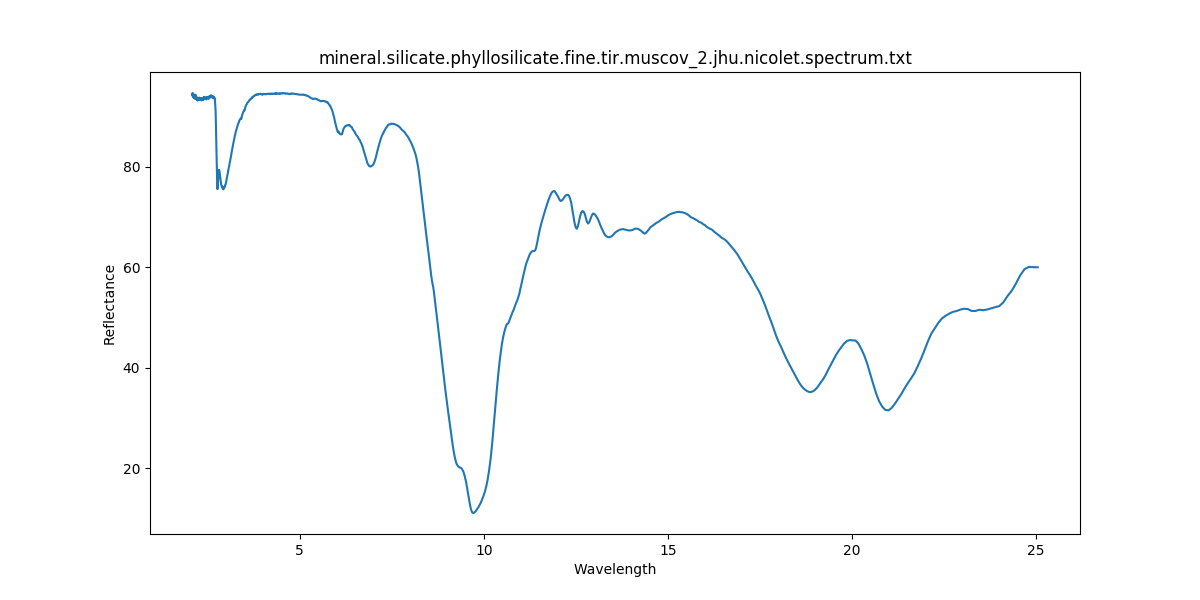 mineral.silicate.phyllosilicate.fine.tir.muscov_2.jhu.nicolet.spectrum.txt
Reflectance
80
60
40
20
5 10 15 20 25
Wavelength